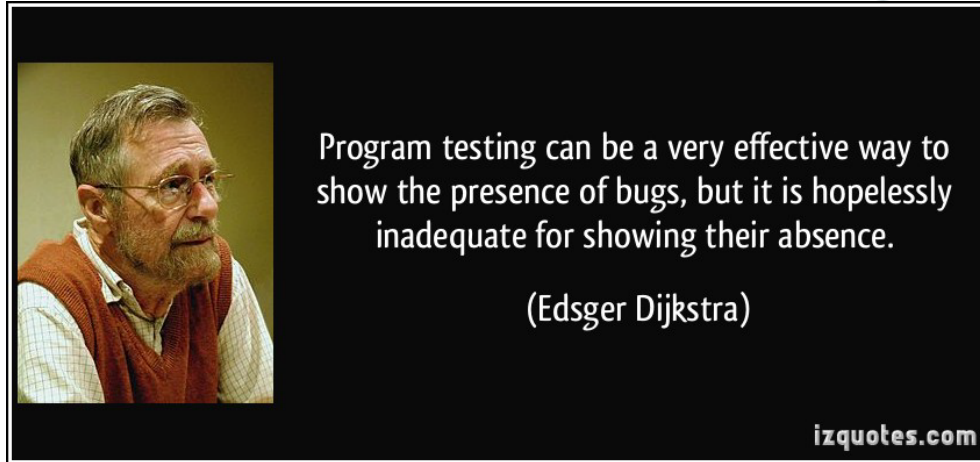 Program testing can be a very effective way to
show the presence of bugs, but it is hopelessly
inadequate for showing their absence.
(Edsger Dijkstra)
izquotes.com